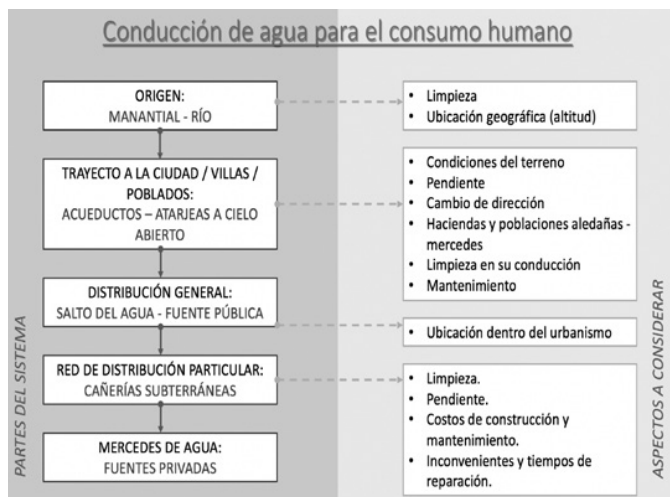 Conducción de agua para el consumo humano
ORIGEN:
MANANTIAL - RÍO
TRAYECTO A LA CIUDAD / VILLAS /
POBLADOS:
ACUEDUCTOS – ATARJEAS A CIELO
ABIERTO
DISTRIBUCIÓN GENERAL:
SALTO DEL AGUA - FUENTE PÚBLICA
RED DE DISTRIBUCIÓN PARTICULAR:
CAÑERÍAS SUBTERRÁNEAS
MERCEDES DE AGUA:
FUENTES PRIVADAS
PARTES DEL SISTEMA
• Limpieza
• Ubicación geográfica (altitud)
• Condiciones del terreno
• Pendiente
• Cambio de dirección
• Haciendas y poblaciones aledañas -
mercedes
• Limpieza en su conducción
• Mantenimiento
• Ubicación dentro del urbanismo
• Limpieza.
• Pendiente.
• Costos de construcción y
mantenimiento.
• Inconvenientes y tiempos de
reparación.
ASPECTOS A CONSIDERAR